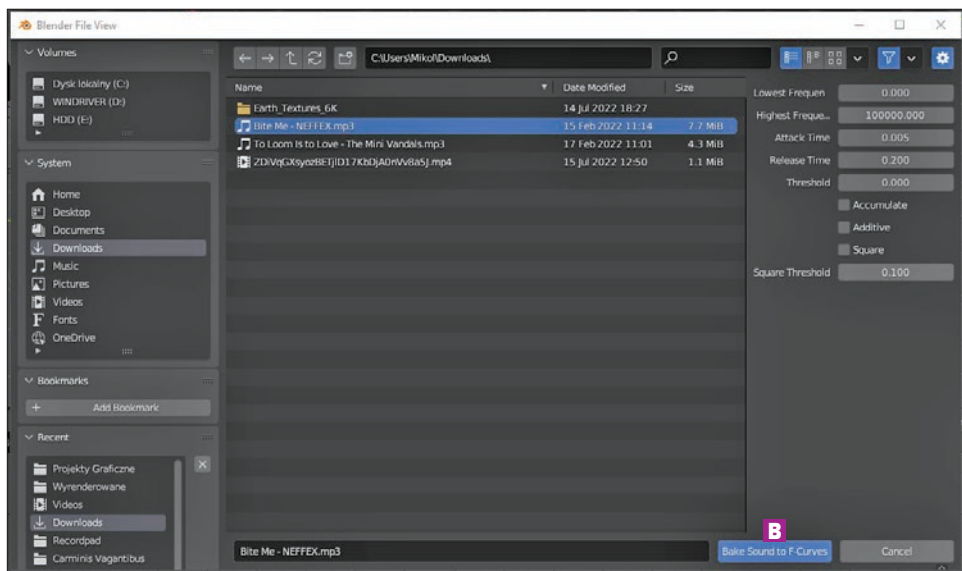 Blender File View
Volumes
Dysk lokalny (C:)
WINDRIVER (D:)
HDD (E:)
System
Home
Desktop
Documents
Downloads
Music
Pictures
Videos
Fonts
OneDrive
Bookmarks
+ Add Bookmark
Recent
Projekty Graficzne
Wyrenderowane
Videos
Downloads
Recordpad
Carminis Vagantibus
C:\Users\Mikol\Downloads\
Name Date Modified Size
Earth_Textures_6K 14 Jul 2022 18:27
Bite Me - NEFFEX.mp3 15 Feb 2022 11:14 7.7 MiB
To Loom Is to Love - The Mini Vandals.mp3 17 Feb 2022 11:01 4.3 MiB
15 Jul 2022 12:50 1.1 MiB
Bite Me - NEFFEX.mp3
Lowest Frequen 0.000
Highest Freque... 100000.000
Attack Time 0.005
Release Time 0.200
Threshold 0.000
Accumulate
Additive
Square
Square Threshold 0.100
B
Bake Sound to F-Curves Cancel